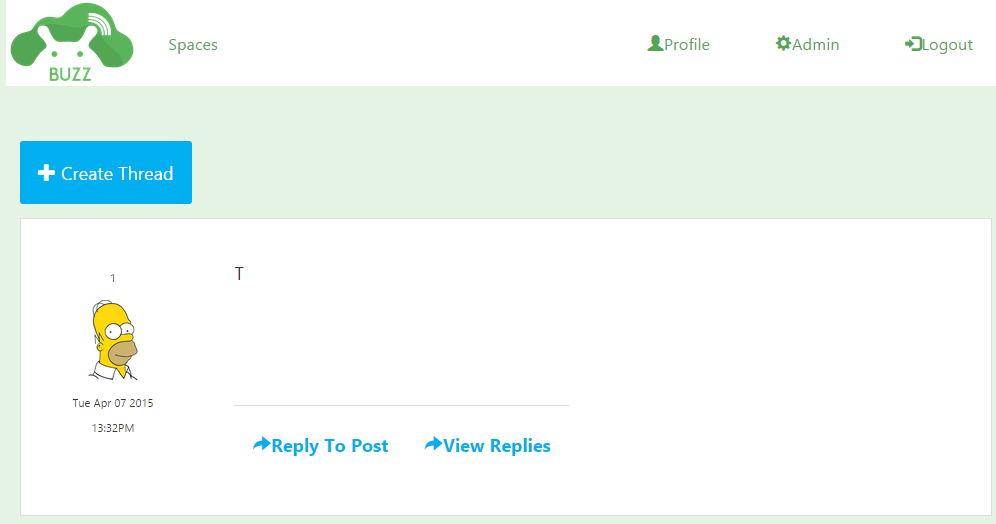 BUZZ
Spaces
Profile
Admin
Logout
Create Thread
1
T
Tue Apr 07 2015
13:32PM
Reply To Post
View Replies